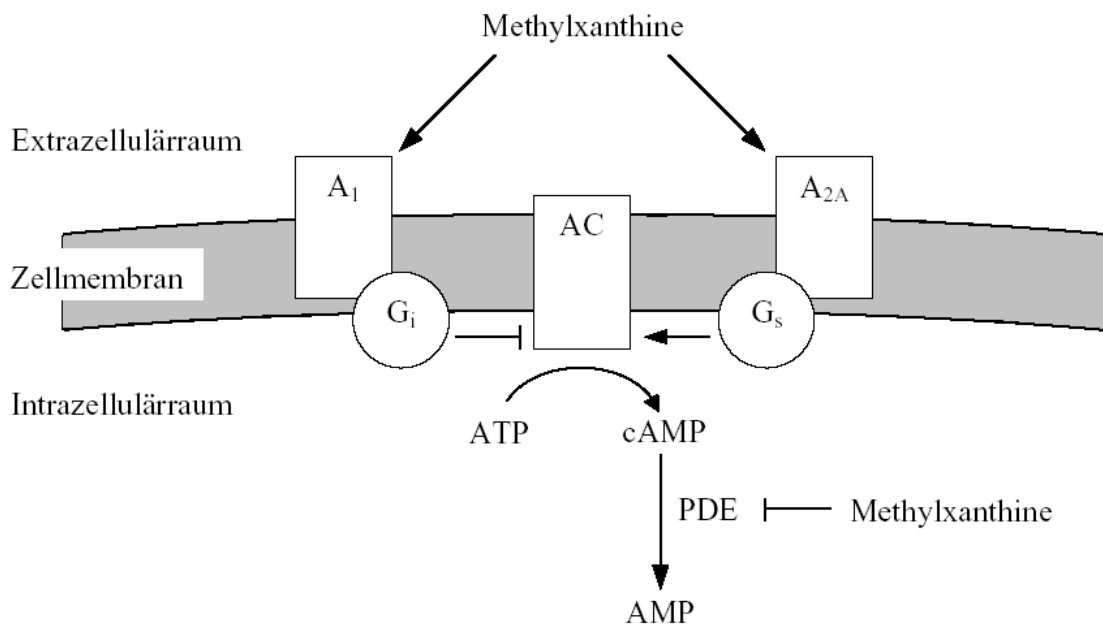 Methylxanthine
Extrazellulärraum
A₁
A₂A
AC
Zellmembran
Gᵢ
Gₛ
Intrazellulärraum
ATP
cAMP
PDE
Methylxanthine
AMP